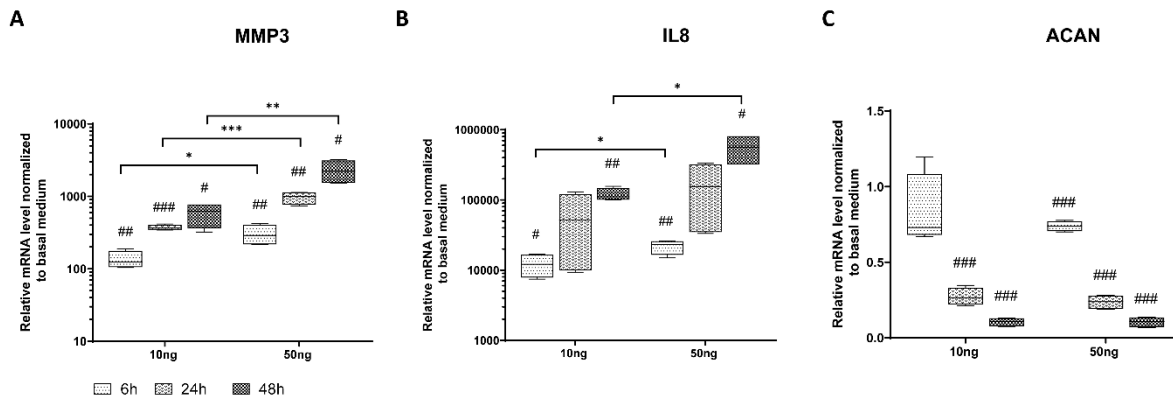 A
MMP3
Relative mRNA level normalized
to basal medium
10000
1000
100
10
**
***
*
##
###
#
##
##
#
10ng
50ng
6h
24h
48h
B
IL8
Relative mRNA level normalized
to basal medium
1000000
100000
10000
1000
*
*
#
##
##
#
10ng
50ng
C
ACAN
Relative mRNA level normalized
to basal medium
1.5
1.0
0.5
0.0
###
###
###
###
###
10ng
50ng